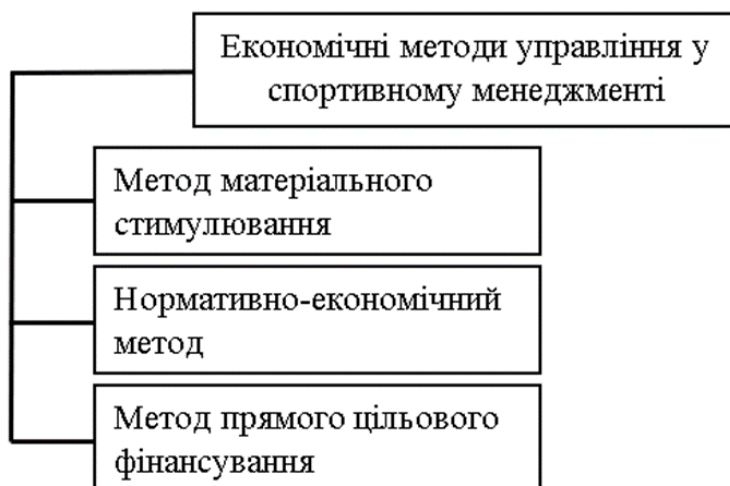 Економічні методи управління у
спортивному менеджменті
Метод матеріального
стимулювання
Нормативно-економічний
метод
Метод прямого цільового
фінансування